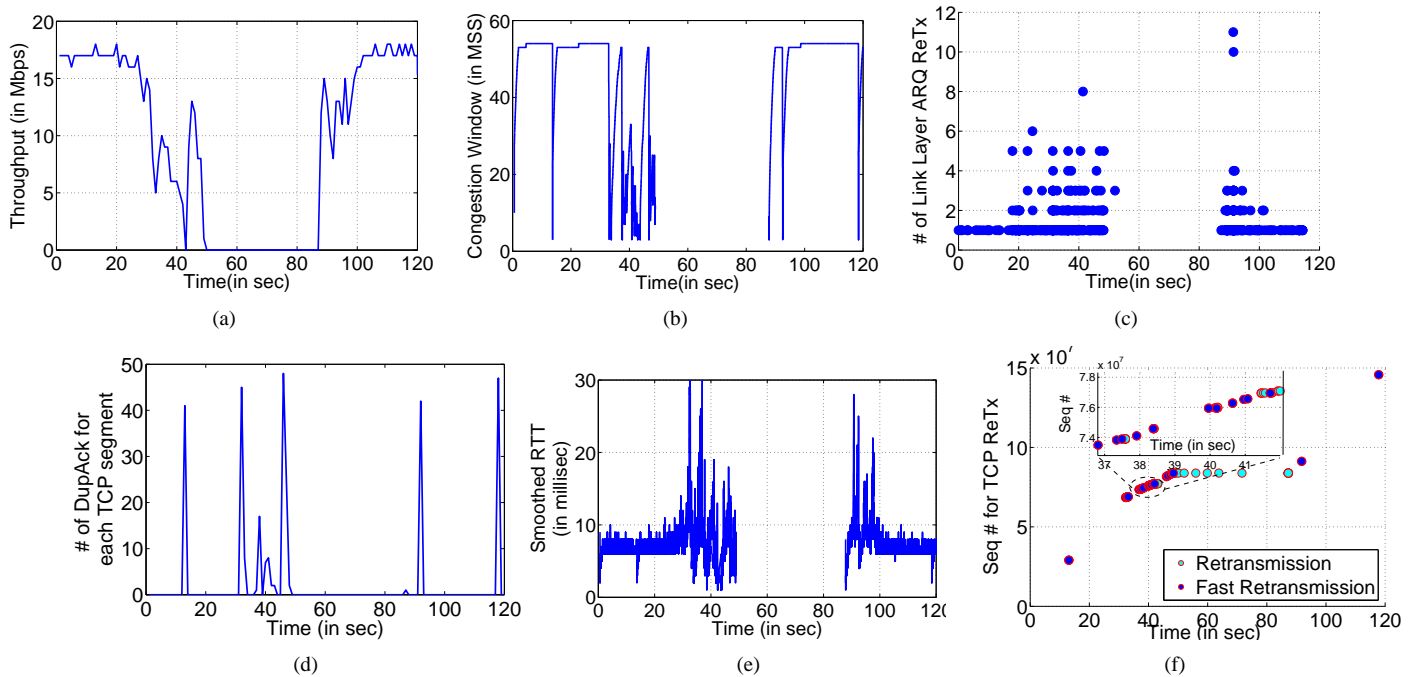 20
15
10
5
0
0 20 40 60 80 100 120
Throughput (in Mbps)
Time(in sec)
(a)
60
40
20
0
0 20 40 60 80 100 120
Congestion Window (in MSS)
Time(in sec)
(b)
12
10
8
6
4
2
0
0 20 40 60 80 100 120
# of Link Layer ARQ ReTx
Time(in sec)
(c)
50
40
30
20
10
0
0 20 40 60 80 100 120
# of DupAck for
each TCP segment
Time (in sec)
(d)
30
20
10
0
0 20 40 60 80 100 120
Smoothed RTT
(in millisec)
Time (in sec)
(e)
x 10⁷
15
10
5
0
0 20 40 60 80 100 120
Seq # for TCP ReTx
Time (in sec)
x 10⁷
7.8
7.6
7.4
37 38 39 40 41
Seq #
Time (in sec)
Retransmission
Fast Retransmission
(f)